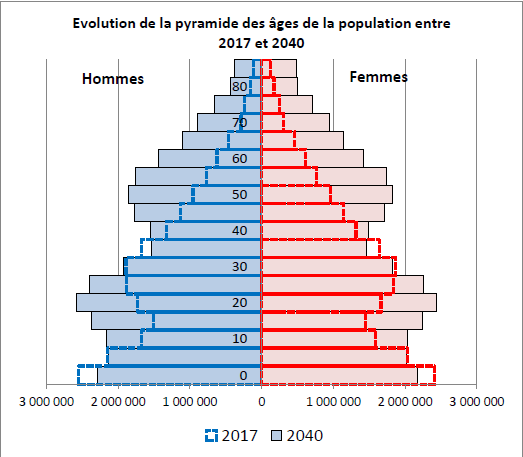 Evolution de la pyramide des âges de la population entre
2017 et 2040
Hommes
Femmes
80
70
60
50
40
30
20
10
0
3 000 000 2 000 000 1 000 000 0 1 000 000 2 000 000 3 000 000
2017 2040